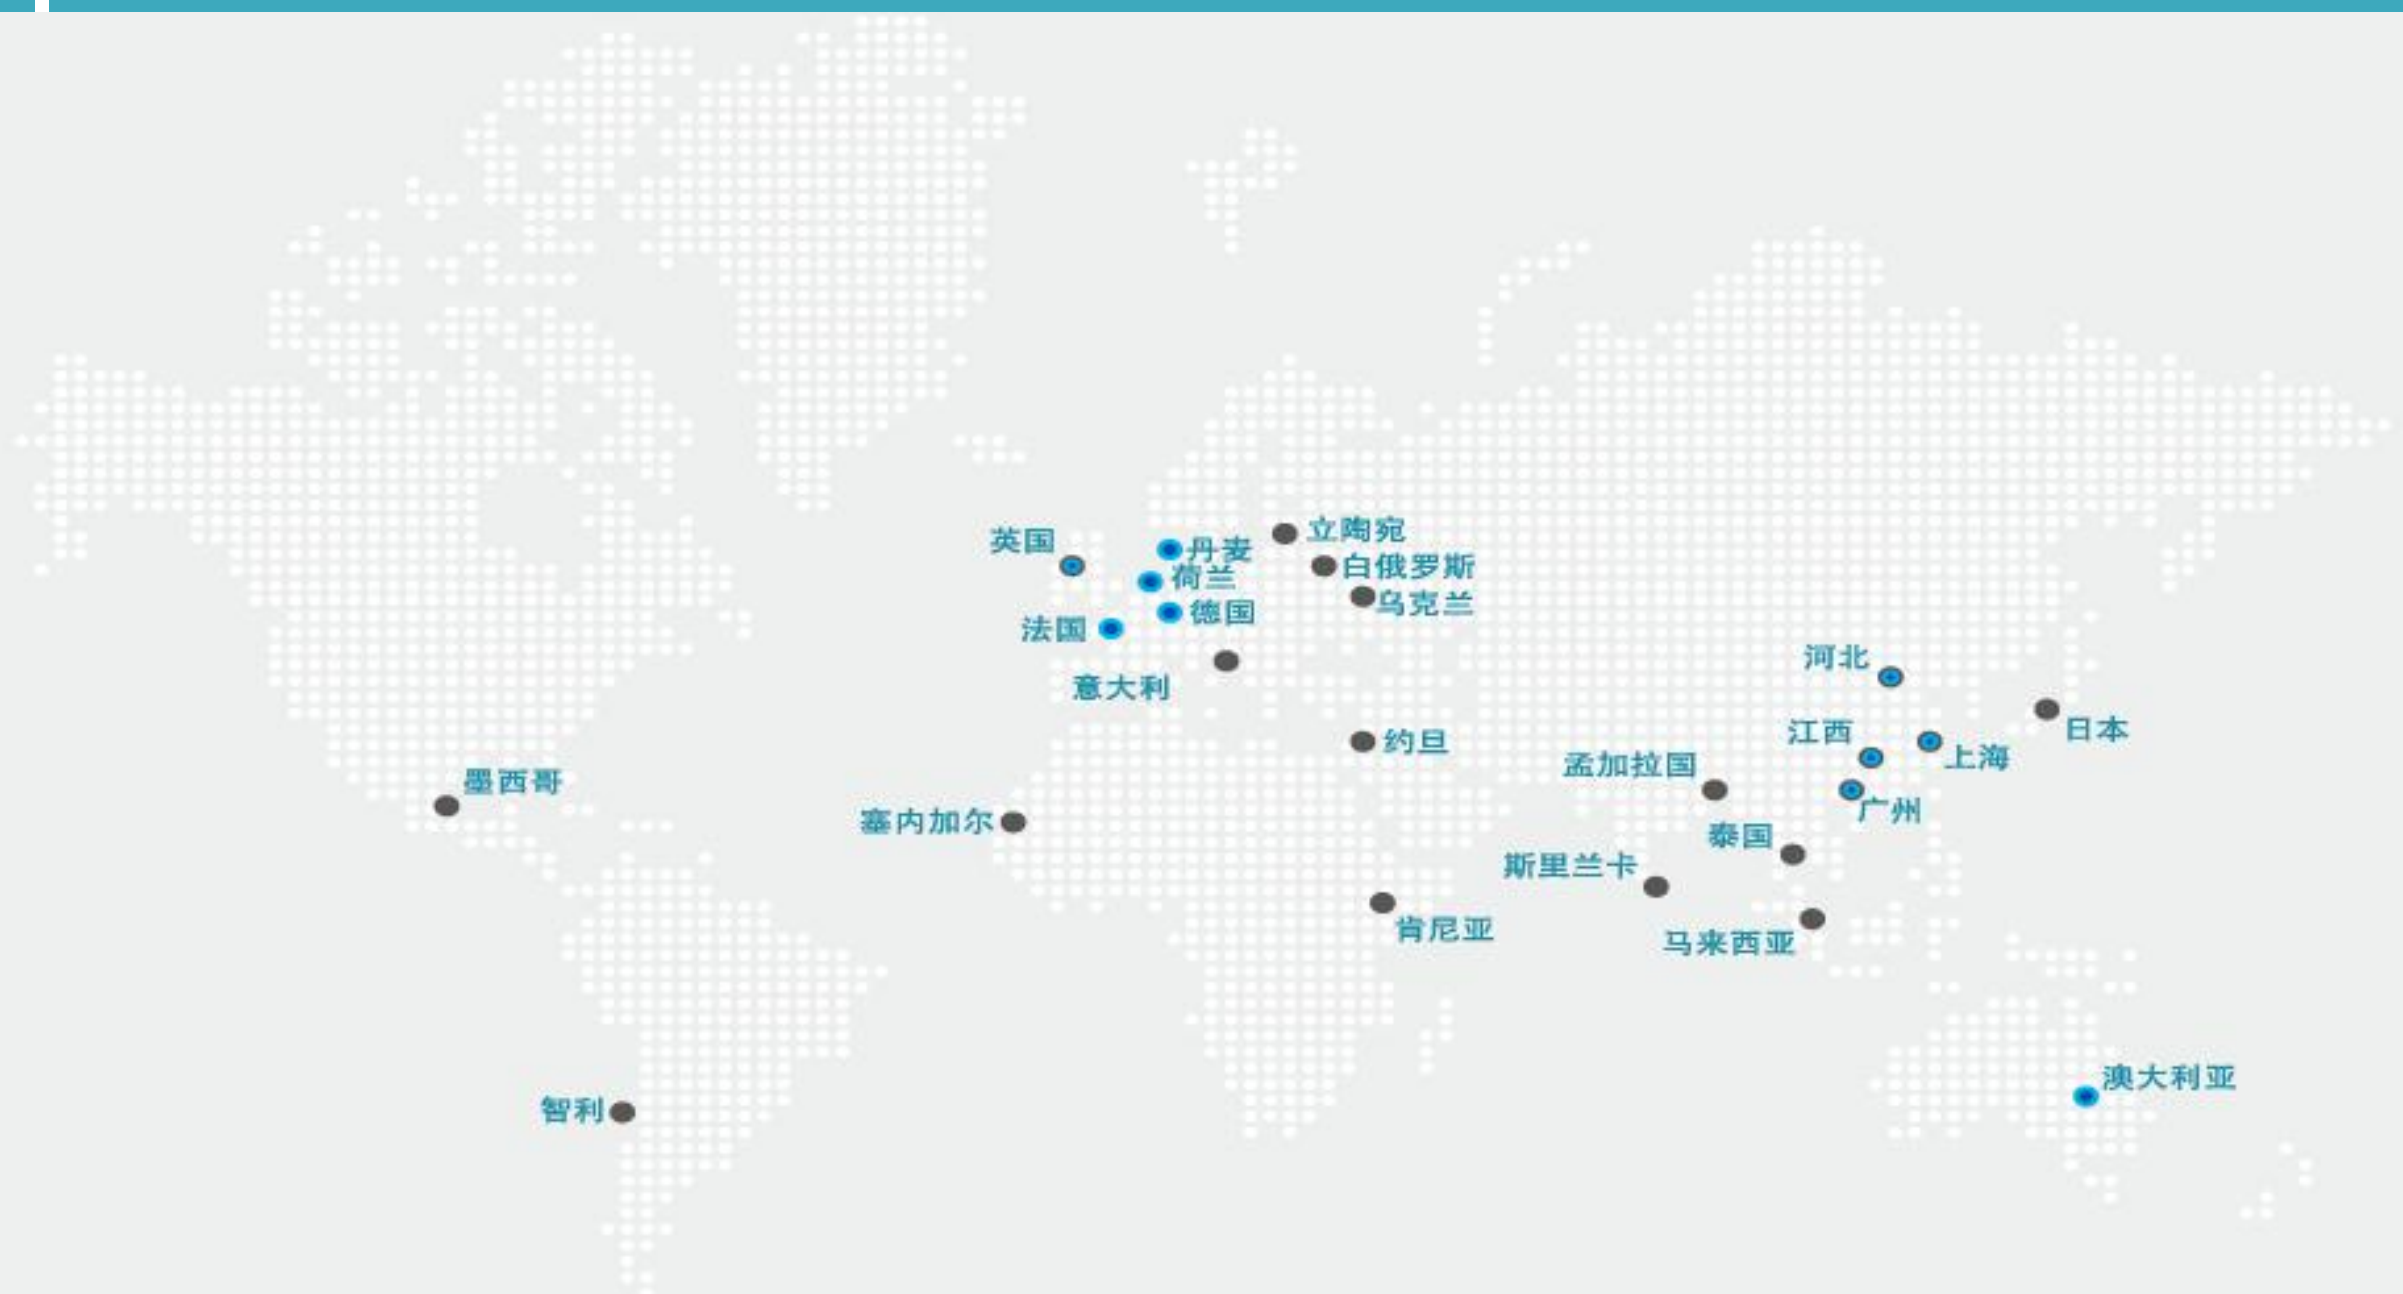 立陶宛
英国
丹麦
白俄罗斯
荷兰
乌克兰
德国
法国
河北
意大利
日本
江西
约旦
上海
孟加拉国
墨西哥
广州
塞内加尔
泰国
斯里兰卡
肯尼亚
马来西亚
澳大利亚
智利